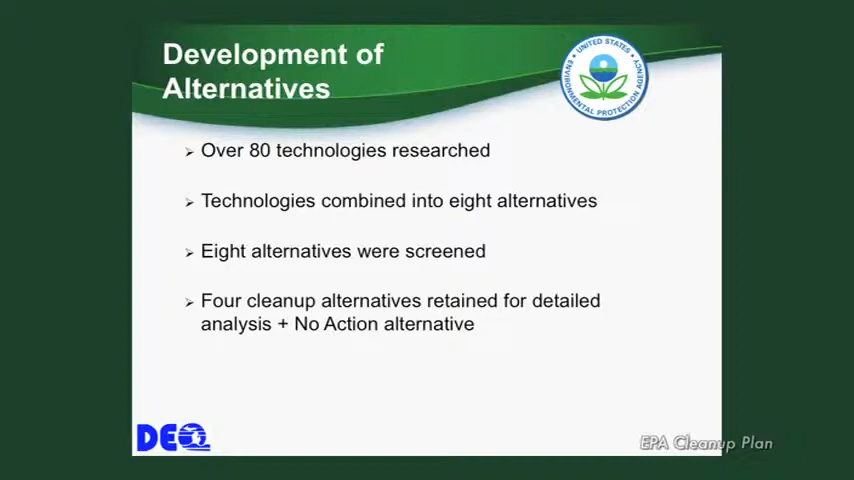 Development of
Alternatives
UNITED STATES
ENVIRONMENTAL PROTECTION AGENCY
Over 80 technologies researched
Technologies combined into eight alternatives
Eight alternatives were screened
Four cleanup alternatives retained for detailed
analysis + No Action alternative
DEQ
EPA Cleanup Plan